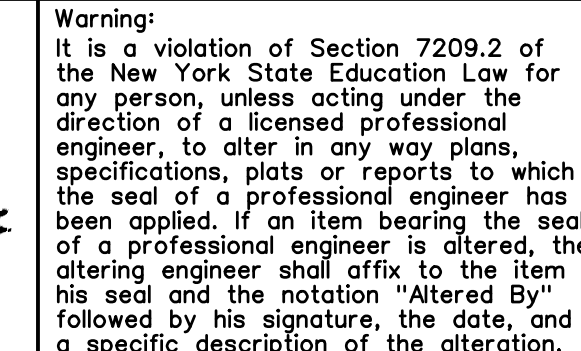 Warning:
It is a violation of Section 7209.2 of
the New York State Education Law for
any person, unless acting under the
direction of a licensed professional
engineer, to alter in any way plans,
specifications, plats or reports to which
the seal of a professional engineer has
been applied. If an item bearing the seal
of a professional engineer is altered, the
altering engineer shall affix to the item
his seal and the notation "Altered By"
followed by his signature, the date, and
a specific description of the alteration.